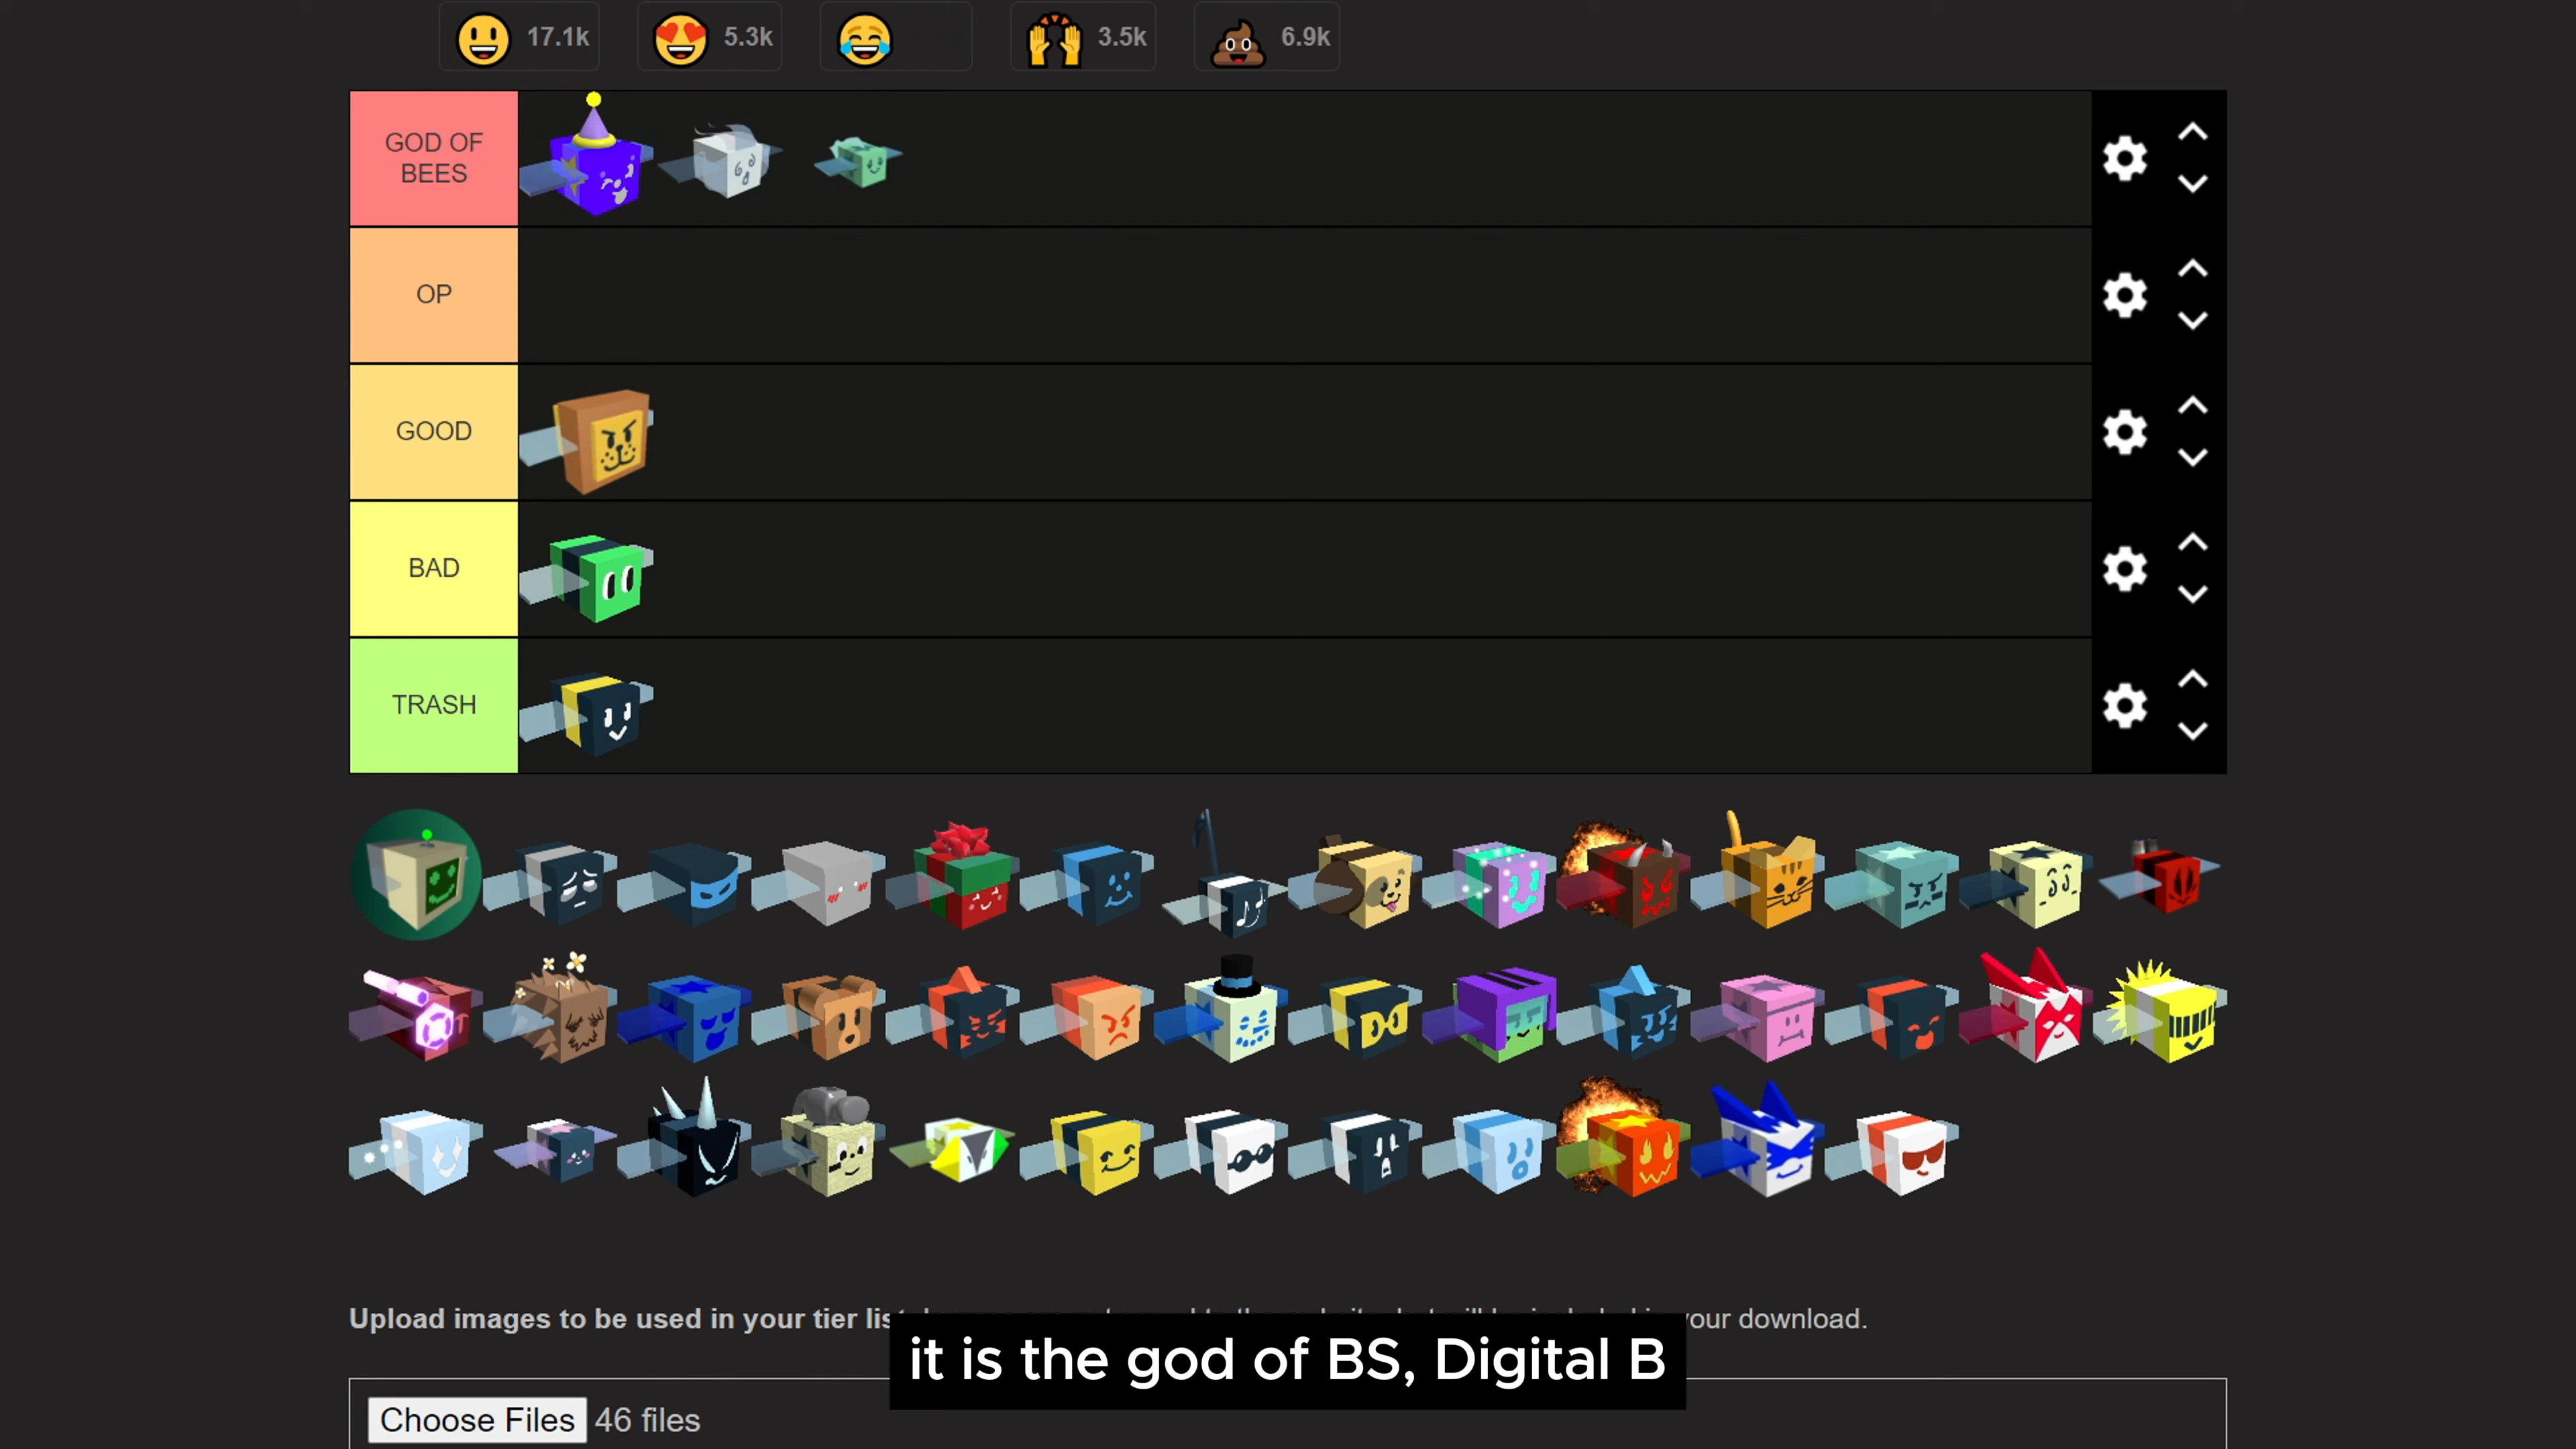 17.1k 5.3k 3.5k 6.9k
GOD OF
BEES
OP
GOOD
BAD
TRASH
Upload images to be used in your tier lis our download.
it is the god of BS, Digital B
Choose Files 46 files